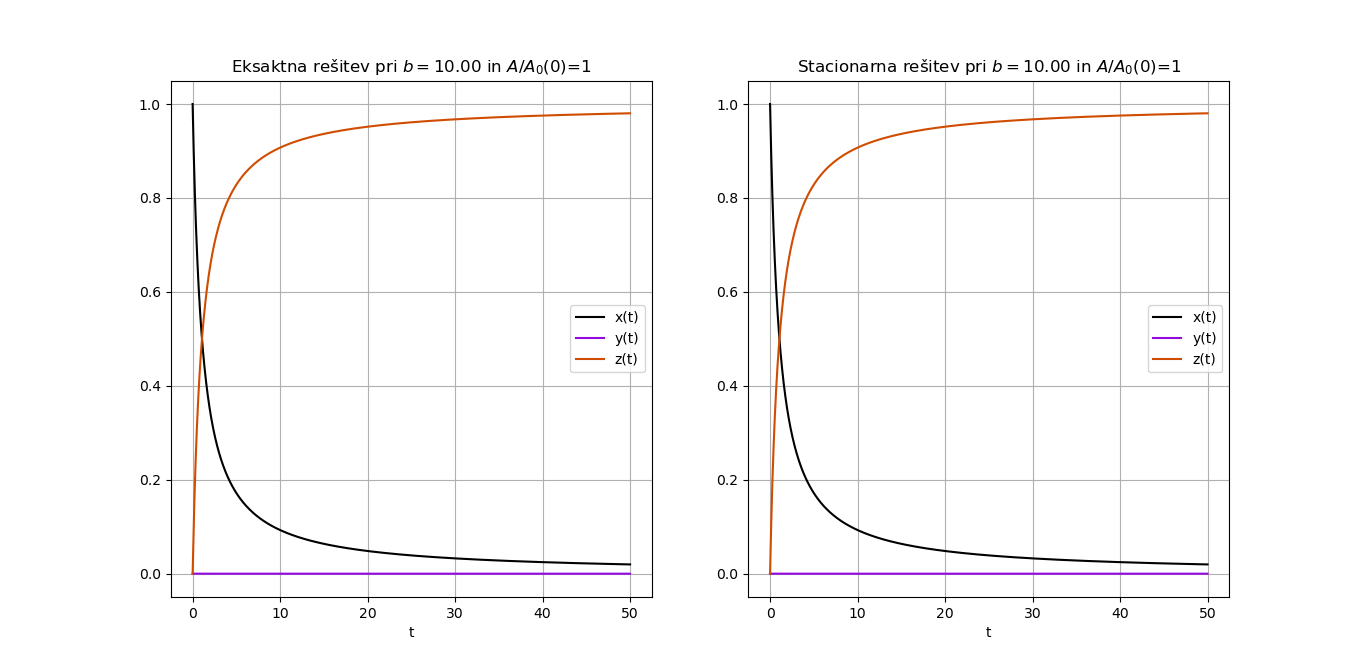 Eksaktna rešitev pri b = 10.00 in A/A₀(0)=1
1.0
0.8
0.6
0.4
0.2
0.0
0 10 20 30 40 50
t
x(t)
y(t)
z(t)
Stacionarna rešitev pri b = 10.00 in A/A₀(0)=1
1.0
0.8
0.6
0.4
0.2
0.0
0 10 20 30 40 50
t
x(t)
y(t)
z(t)